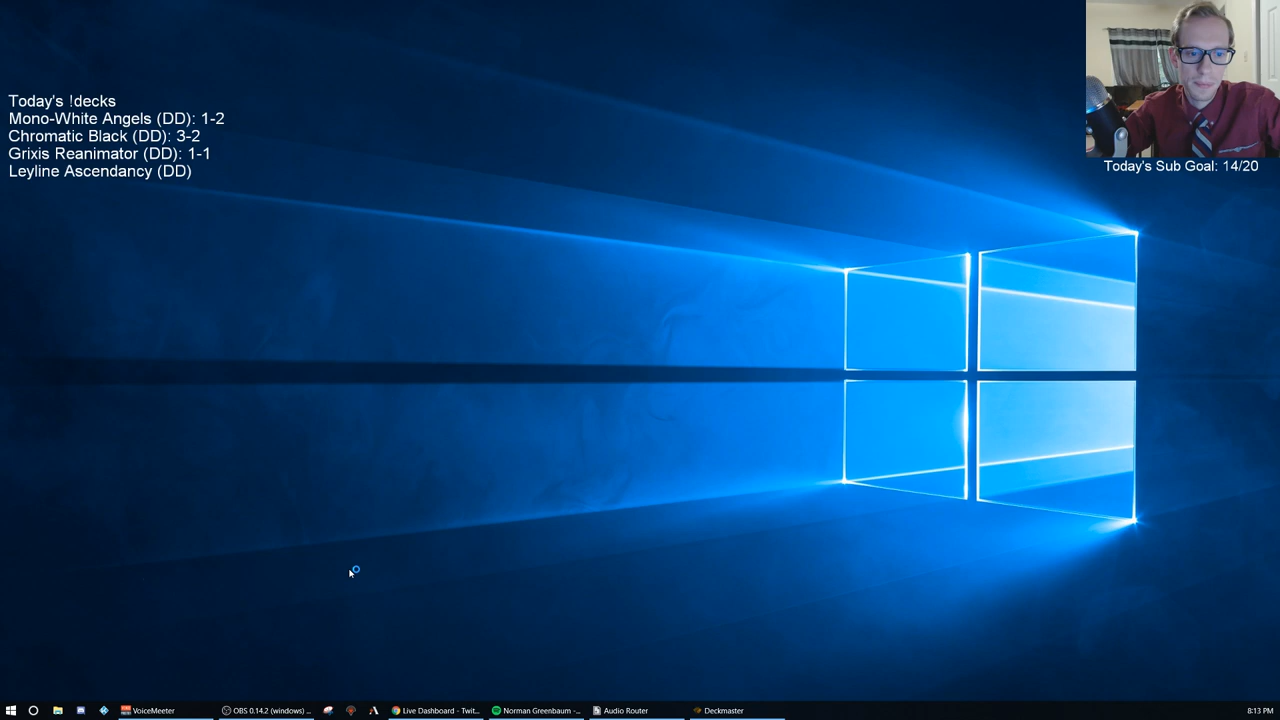 Today's !decks
Mono-White Angels (DD): 1-2
Chromatic Black (DD): 3-2
Grixis Reanimator (DD): 1-1
Leyline Ascendancy (DD)
Today's Sub Goal: 14/20
VoiceMeeter
OBS 0.14.2 (windows) ...
Live Dashboard - Twit...
Norman Greenbaum -...
Audio Router
Deckmaster
8:13 PM